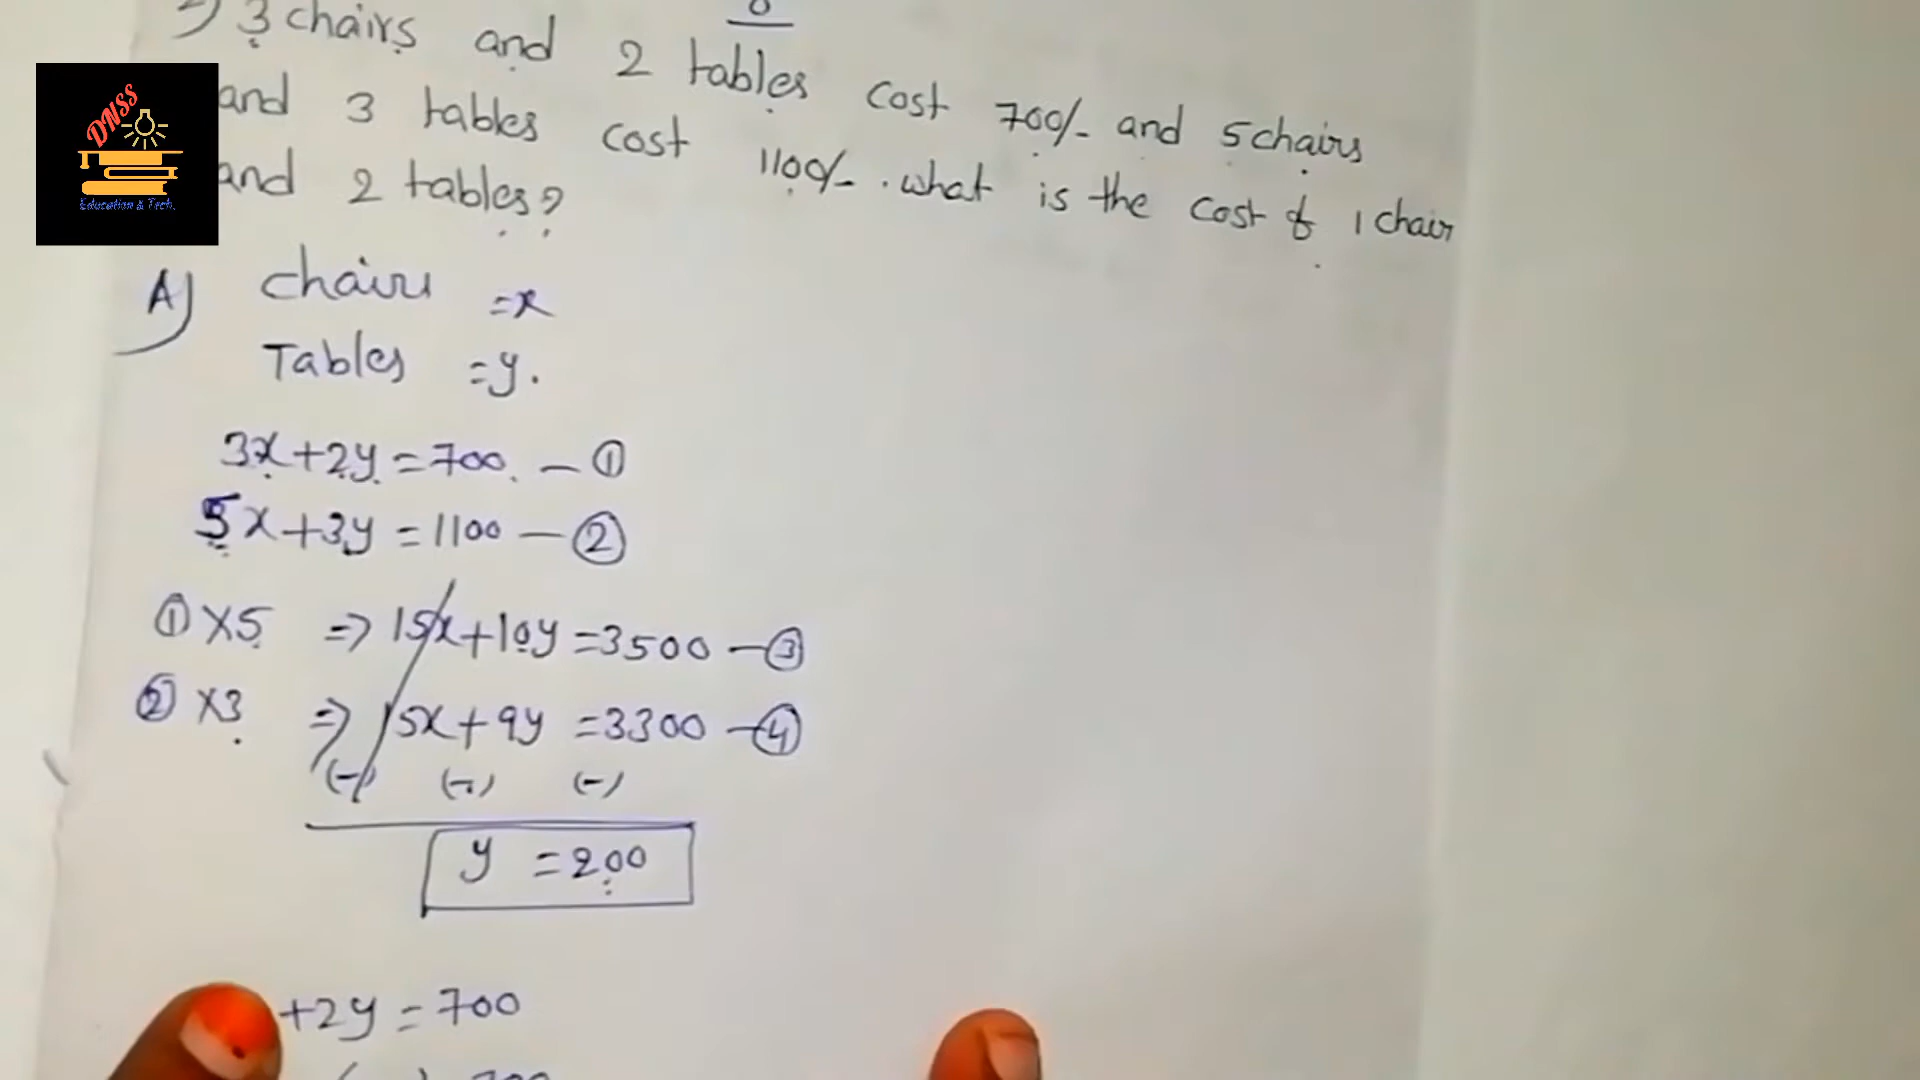 3 chairs and 2 tables cost 700/- and 5 chairs
and 3 tables cost 1100/- . what is the cost of 1 chair
and 2 tables?
DNSS
Education & Tech.
A) chairs = x
Tables = y.
3x + 2y = 700. - ①
5x + 3y = 1100 - ②
① x5 => 15x + 10y = 3500 - ③
② x3 => 15x + 9y = 3300 - ④
(-) (-) (-)
y = 200
+2y = 700